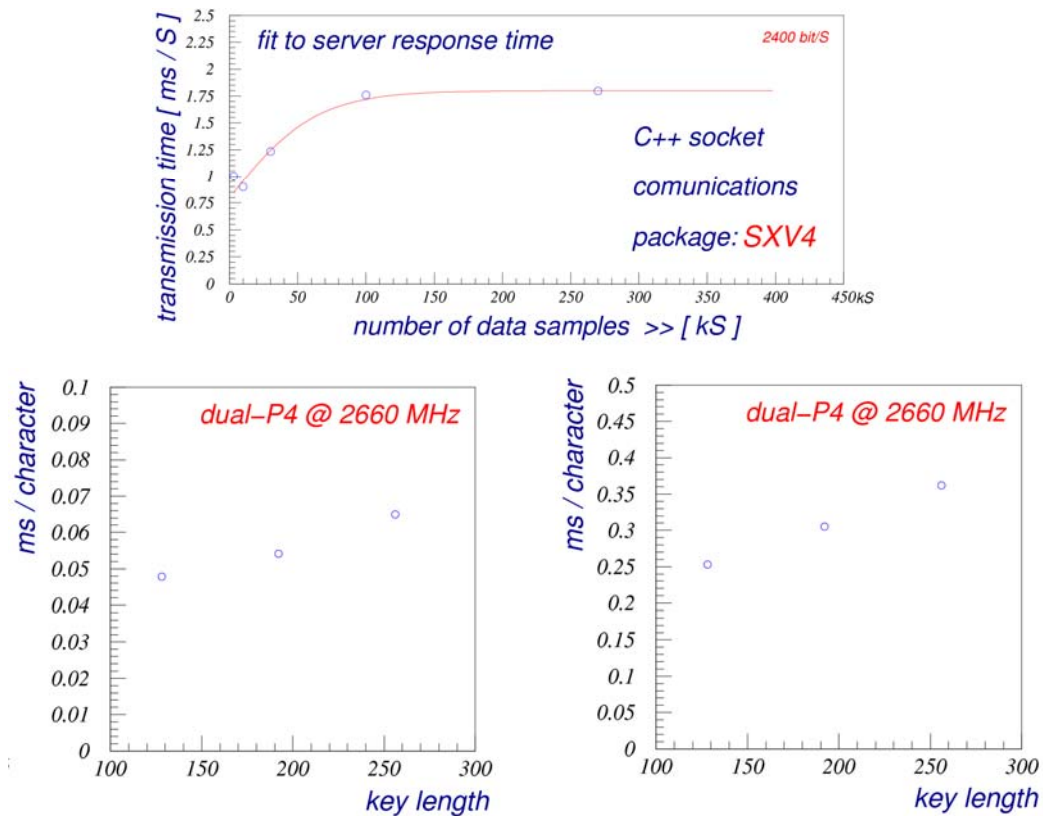 2.5
2.25
2
1.75
1.5
1.25
1
0.75
0.5
0.25
0
transmission time [ ms / S ]
fit to server response time
2400 bit/S
C++ socket
comunications
package: SXV4
0 50 100 150 200 250 300 350 400 450kS
number of data samples >> [ kS ]
0.1
0.09
0.08
0.07
0.06
0.05
0.04
0.03
0.02
0.01
0
ms / character
dual-P4 @ 2660 MHz
100 150 200 250 300
key length
0.5
0.45
0.4
0.35
0.3
0.25
0.2
0.15
0.1
0.05
0
ms / character
dual-P4 @ 2660 MHz
100 150 200 250 300
key length